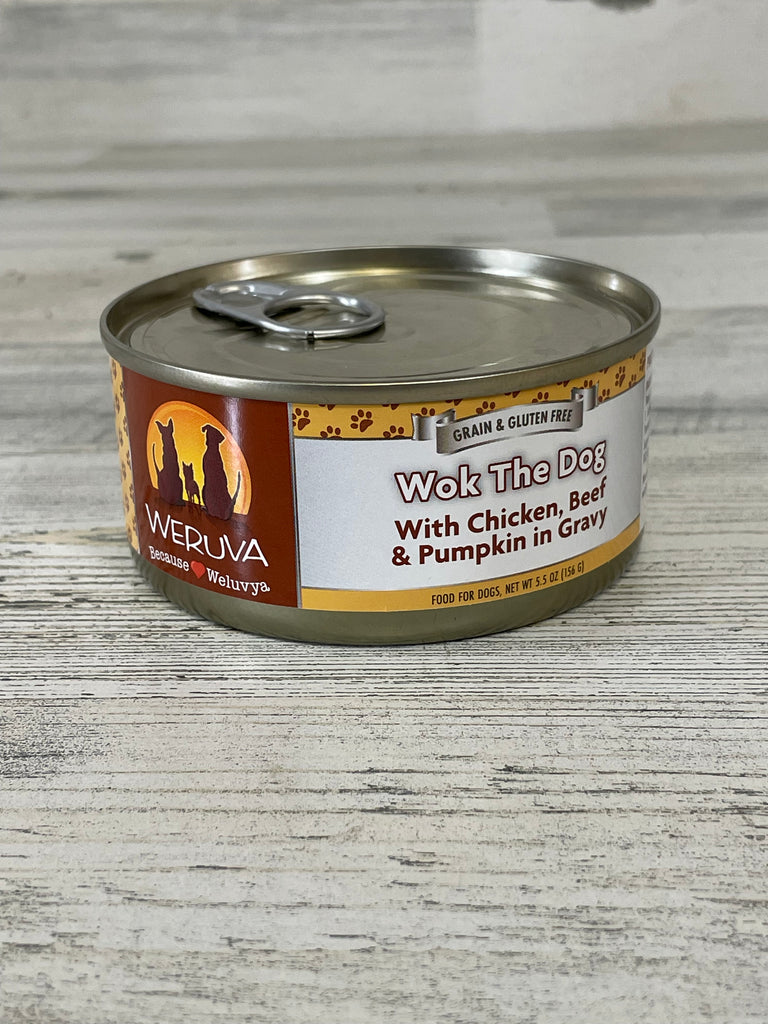 WERUVA
Because Weluvya
GRAIN & GLUTEN FREE
Wok The Dog
With Chicken, Beef
& Pumpkin in Gravy
FOOD FOR DOGS, NET WT 5.5 OZ (156 G)